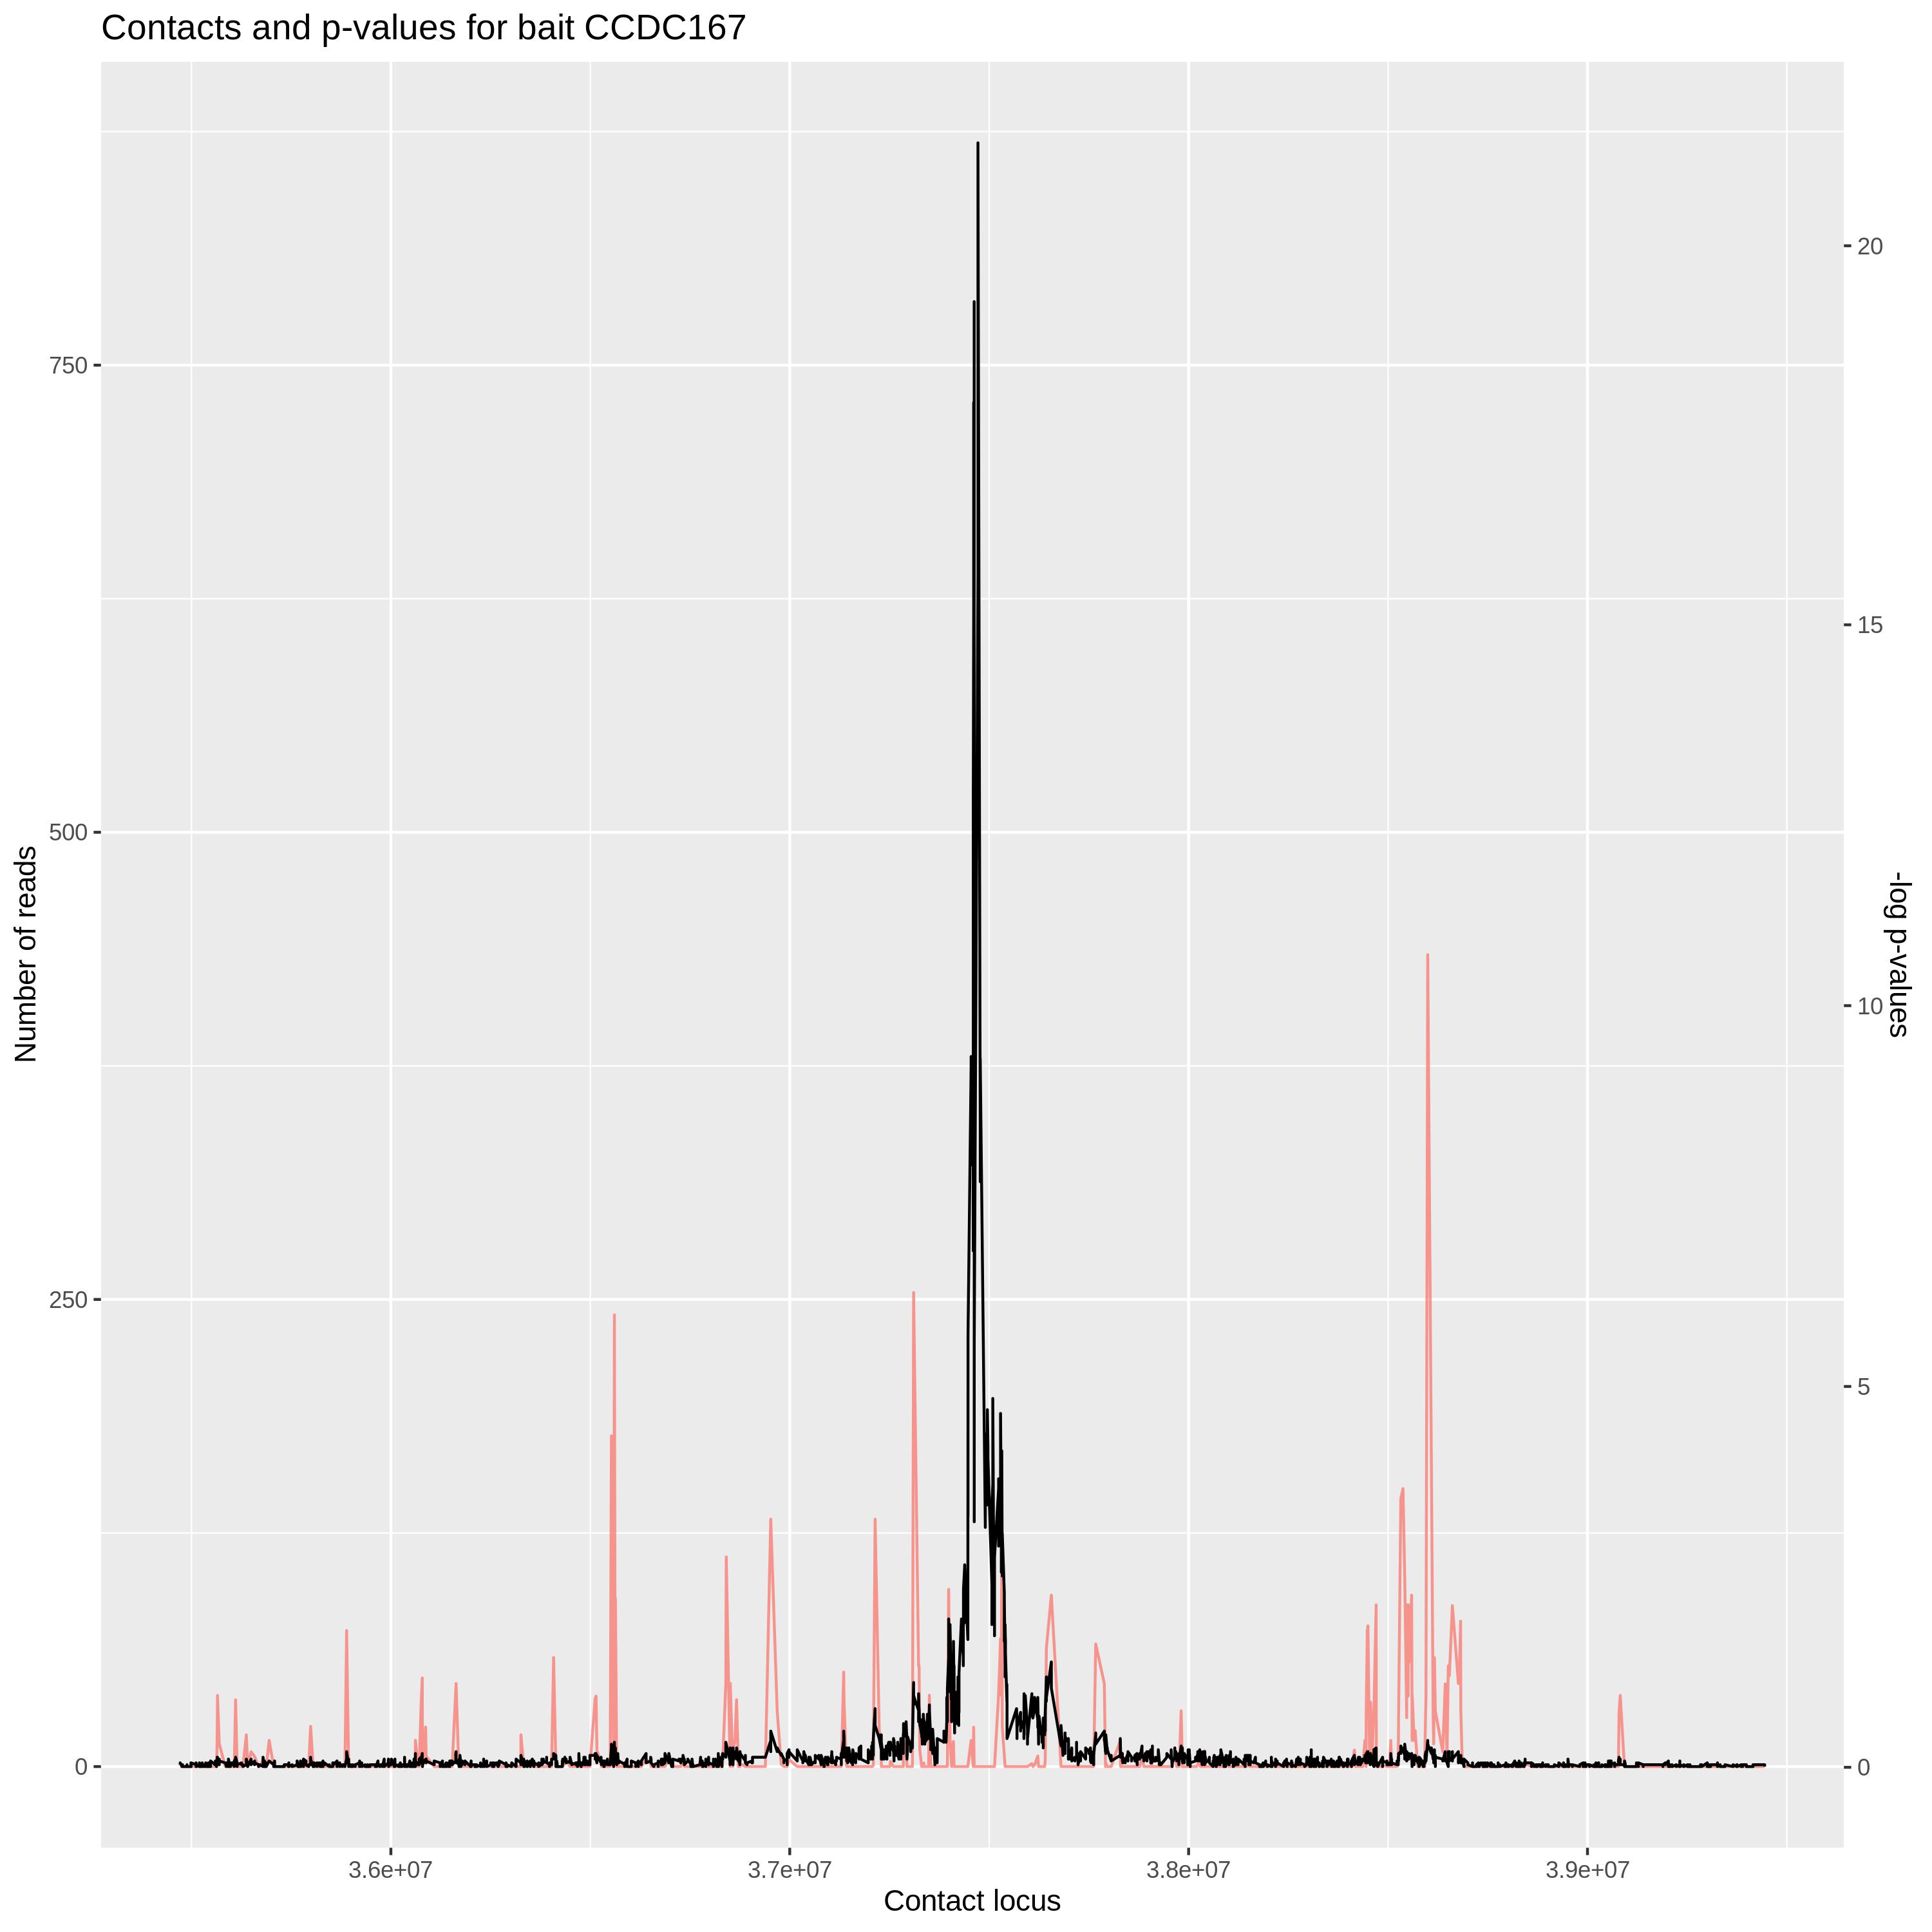 Contacts and p-values for bait CCDC167
Number of reads
750
500
250
0
20
15
10
5
0
-log p-values
3.6e+07 3.7e+07 3.8e+07 3.9e+07
Contact locus